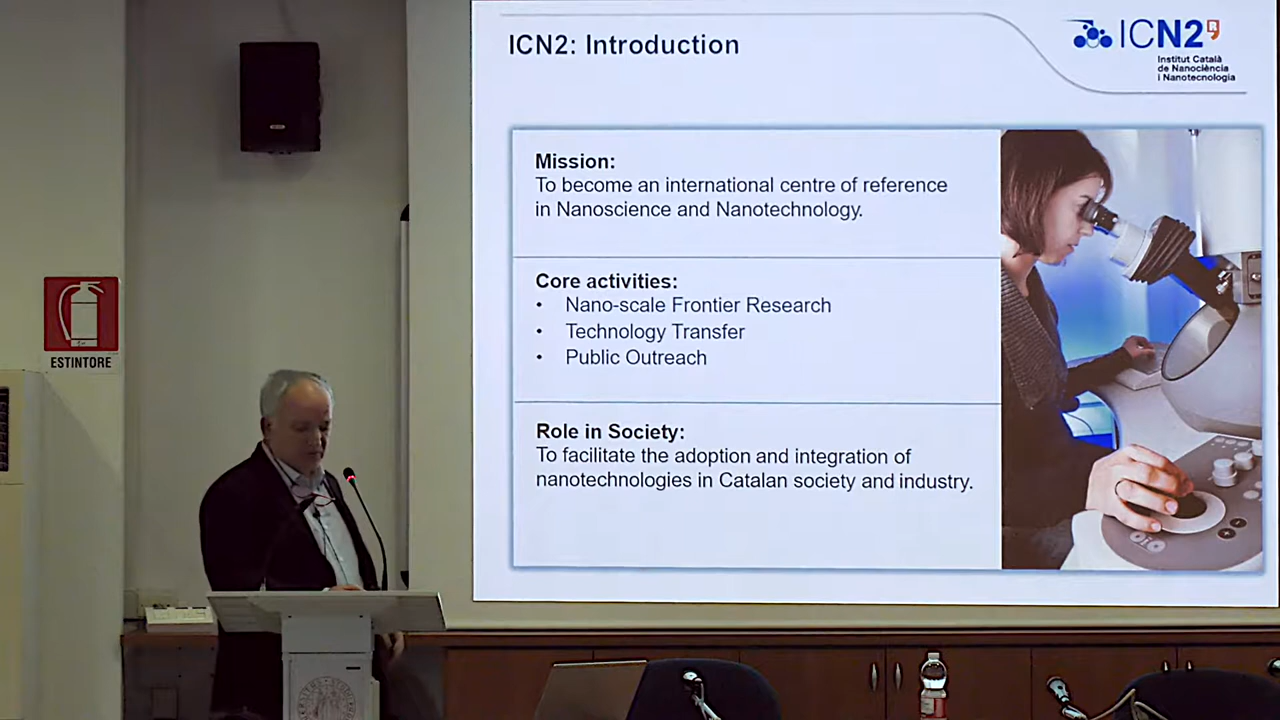 ICN2: Introduction
ICN2
Institut Català
de Nanociència
i Nanotecnologia
Mission:
To become an international centre of reference
in Nanoscience and Nanotechnology.
Core activities:
• Nano-scale Frontier Research
• Technology Transfer
• Public Outreach
Role in Society:
To facilitate the adoption and integration of
nanotechnologies in Catalan society and industry.
ESTINTORE